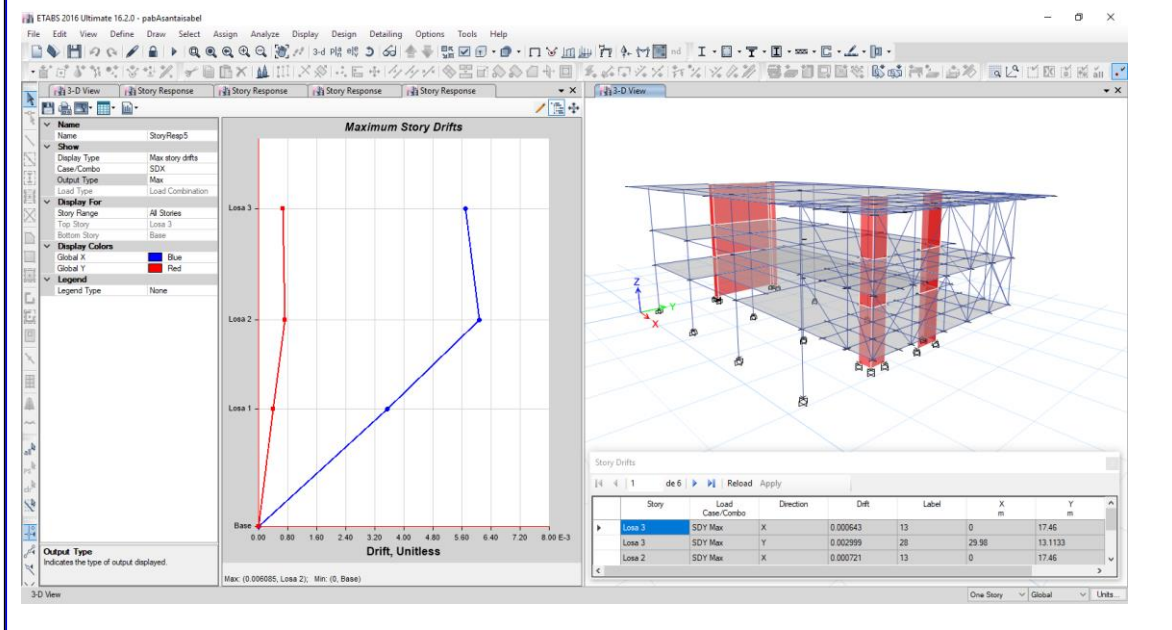 ETABS 2016 Ultimate 16.2.0 - pabAsantaisabel
File Edit View Define Draw Select Assign Analyze Display Design Detailing Options Tools Help
3-d
nd
3-D View Story Response Story Response Story Response Story Response
3-D View
Name
Name StoryResp5
Show
Display Type Max story drifts
Case/Combo SDX
Output Type Max
Load Type Load Combination
Display For
Story Range All Stories
Top Story Losa 3
Bottom Story Base
Display Colors
Global X Blue
Global Y Red
Legend
Legend Type None
Output Type
Indicates the type of output displayed.
Maximum Story Drifts
Losa 3
Losa 2
Losa 1
Base
0.00 0.80 1.60 2.40 3.20 4.00 4.80 5.60 6.40 7.20 8.00 E-3
Drift, Unitless
Max: (0.006085, Losa 2); Min: (0, Base)
Z
Y
X
Story Drifts
1 de 6 Reload Apply
Story Load Case/Combo Direction Drift Label X m Y m
Losa 3 SDY Max X 0.000643 13 0 17.46
Losa 3 SDY Max Y 0.002999 28 29.98 13.1133
Losa 2 SDY Max X 0.000721 13 0 17.46
3-D View
One Story Global Units...